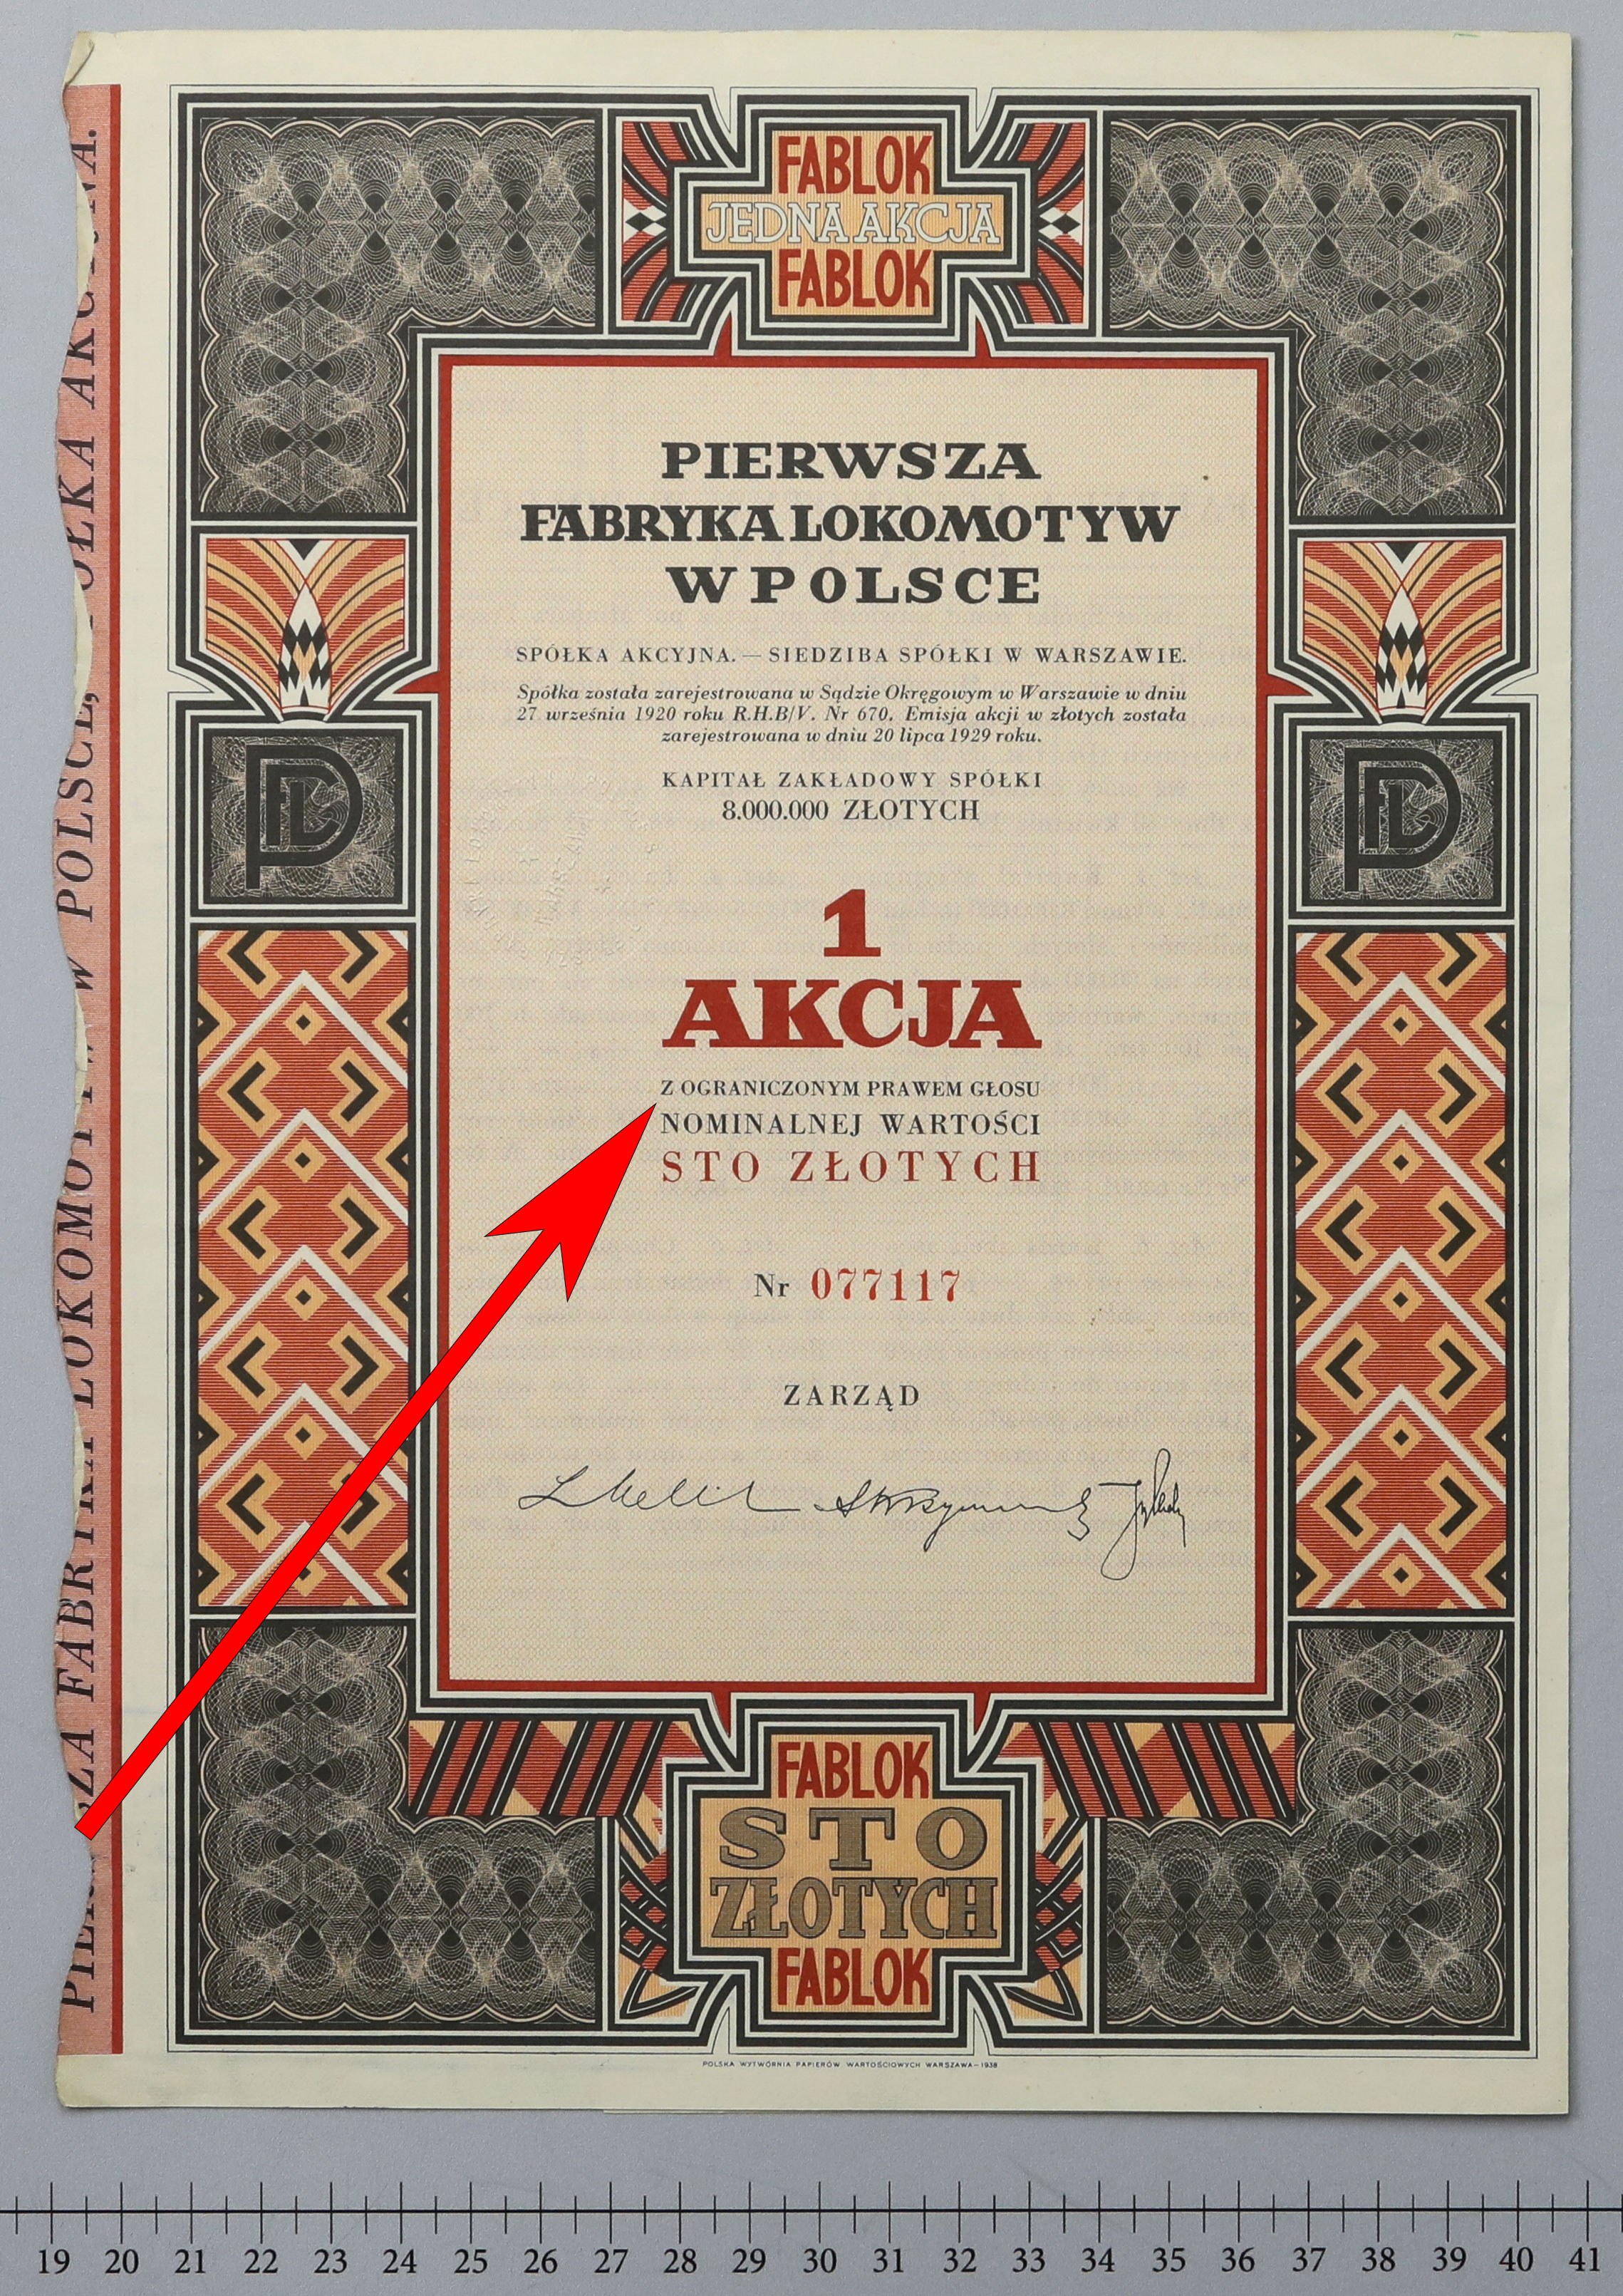 FABLOK
JEDNA AKCJA
FABLOK
PIERWSZA
FABRYKA LOKOMOTYW
W POLSCE
SPÓŁKA AKCYJNA. — SIEDZIBA SPÓŁKI W WARSZAWIE.
Spółka została zarejestrowana w Sądzie Okręgowym w Warszawie w dniu
27 września 1920 roku R.H.B/V. Nr 670. Emisja akcji w złotych została
zarejestrowana w dniu 20 lipca 1929 roku.
KAPITAŁ ZAKŁADOWY SPÓŁKI
8.000.000 ZŁOTYCH
1
AKCJA
Z OGRANICZONYM PRAWEM GŁOSU
NOMINALNEJ WARTOŚCI
STO ZŁOTYCH
Nr 077117
ZARZĄD
FABLOK
STO
ZŁOTYCH
FABLOK
POLSKA WYTWÓRNIA PAPIERÓW WARTOŚCIOWYCH WARSZAWA—1938
FABRYKA LOKOMOTYW W POLSCE,
19 20 21 22 23 24 25 26 27 28 29 30 31 32 33 34 35 36 37 38 39 40 41